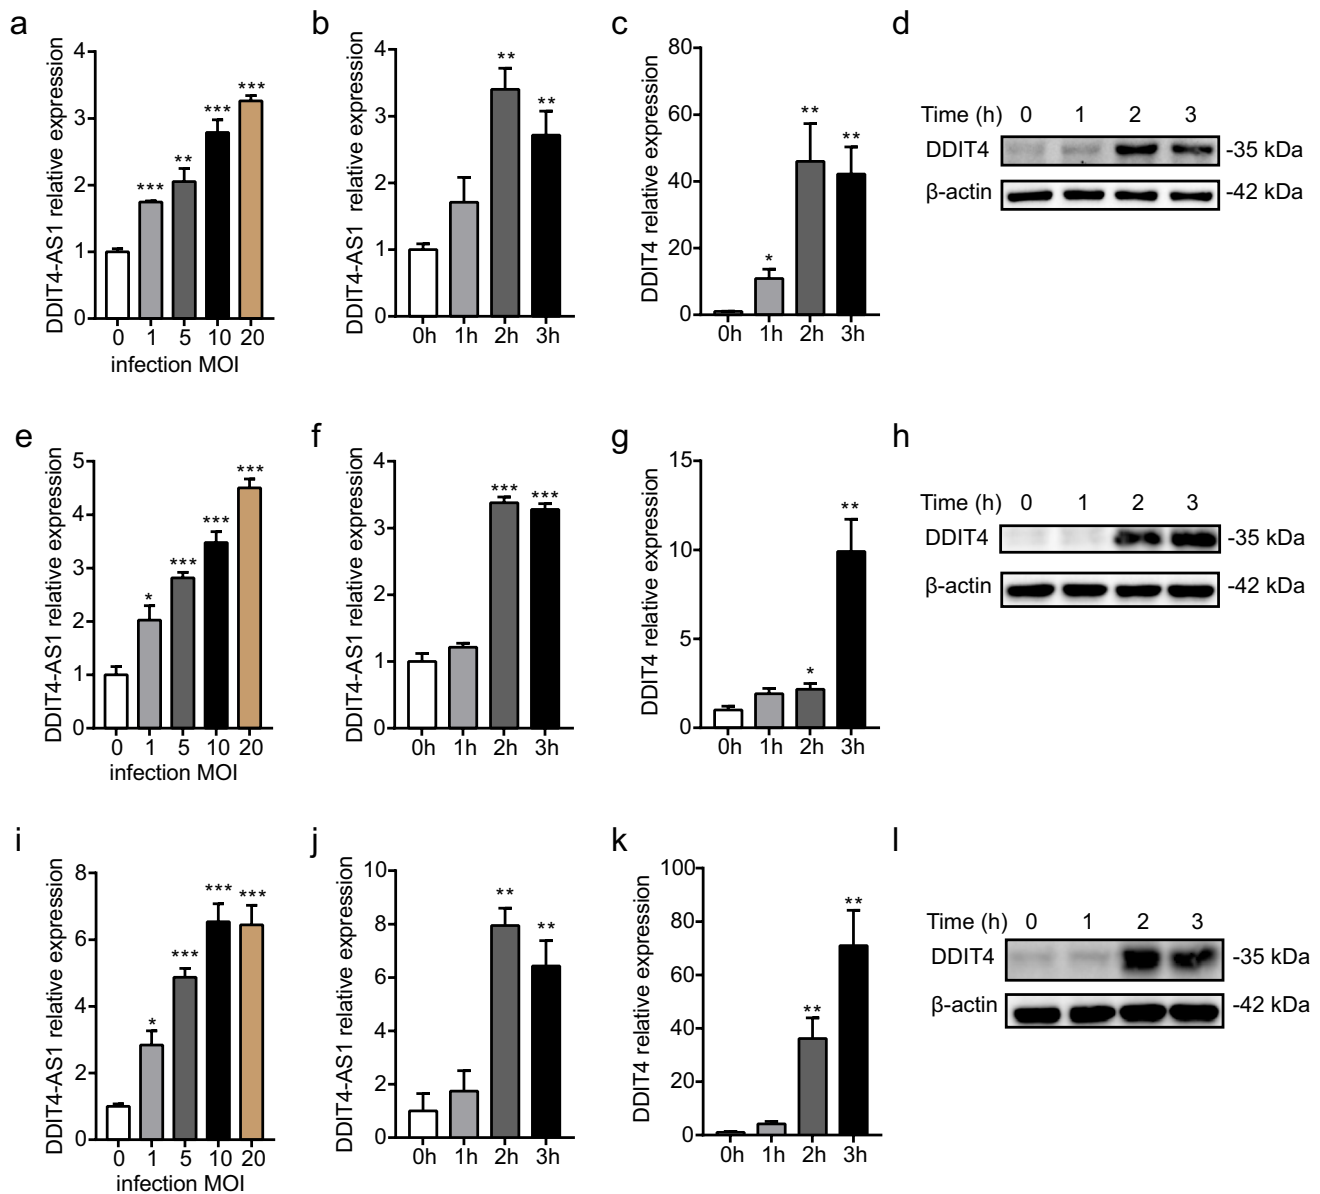 a
DDIT4-AS1 relative expression
4
3
2
1
0
***
**
***
***
0 1 5 10 20
infection MOI
b
DDIT4-AS1 relative expression
4
3
2
1
0
**
**
0h 1h 2h 3h
c
DDIT4 relative expression
80
60
40
20
0
*
**
**
0h 1h 2h 3h
d
Time (h) 0 1 2 3
DDIT4 -35 kDa
β-actin -42 kDa
e
DDIT4-AS1 relative expression
5
4
3
2
1
0
*
***
***
***
0 1 5 10 20
infection MOI
f
DDIT4-AS1 relative expression
4
3
2
1
0
***
***
0h 1h 2h 3h
g
DDIT4 relative expression
15
10
5
0
*
**
0h 1h 2h 3h
h
Time (h) 0 1 2 3
DDIT4 -35 kDa
β-actin -42 kDa
i
DDIT4-AS1 relative expression
8
6
4
2
0
*
***
***
***
0 1 5 10 20
infection MOI
j
DDIT4-AS1 relative expression
10
8
6
4
2
0
**
**
0h 1h 2h 3h
k
DDIT4 relative expression
100
80
60
40
20
0
**
**
0h 1h 2h 3h
l
Time (h) 0 1 2 3
DDIT4 -35 kDa
β-actin -42 kDa